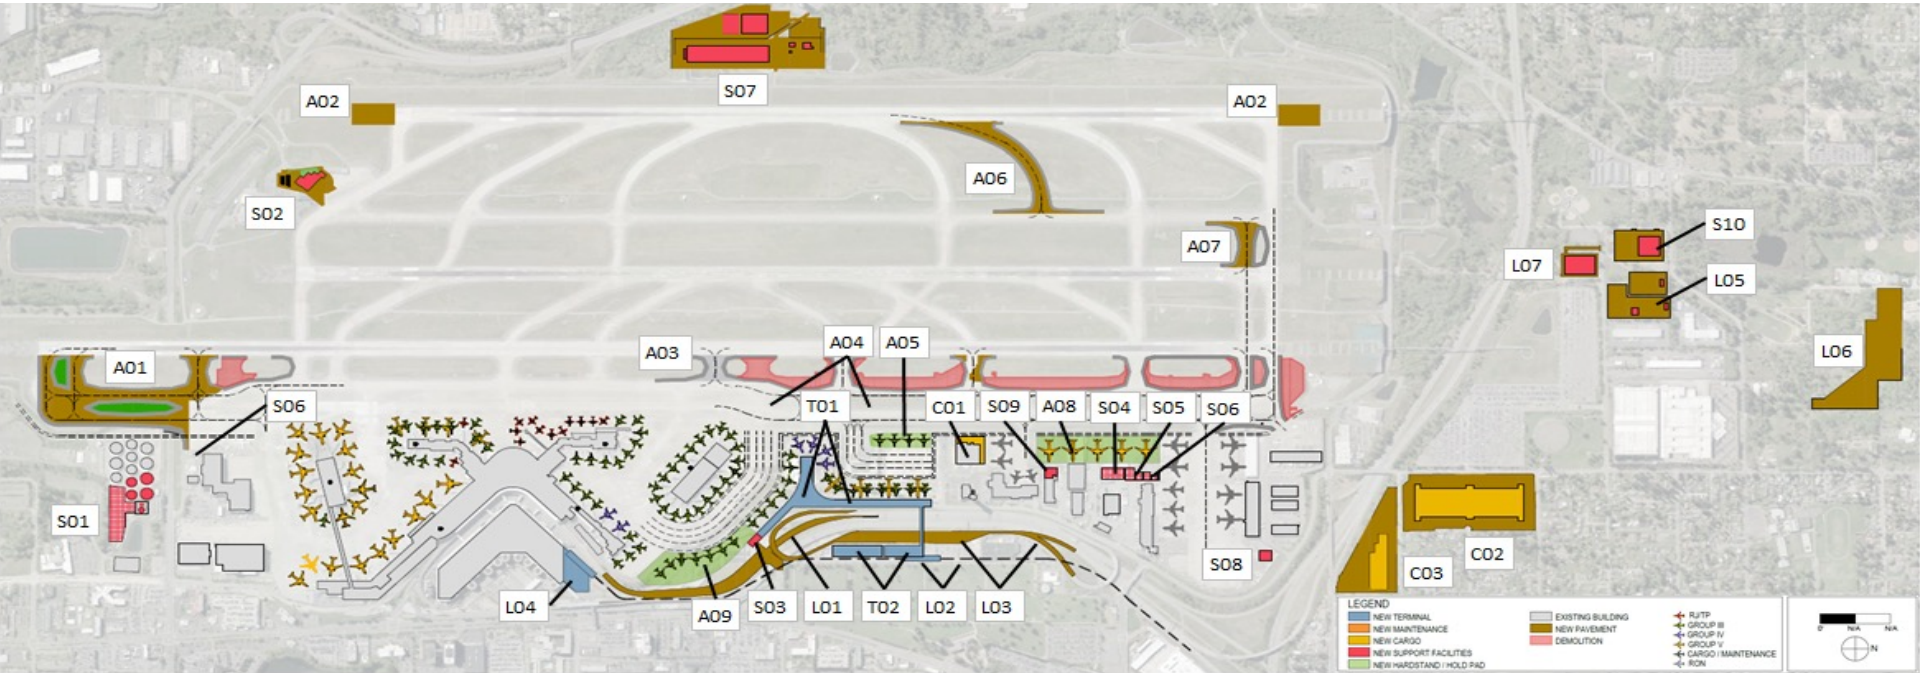 S07
A02
A02
A06
S02
A07
S10
L07
L05
L06
A01
A03
A04
A05
S06
T01
C01
S09
A08
S04
S05
S06
S01
S08
C02
C03
L04
A09
S03
L01
T02
L02
L03
LEGEND
NEW TERMINAL
NEW MAINTENANCE
NEW CARGO
NEW SUPPORT FACILITIES
NEW HARDSTAND / HOLD PAD
EXISTING BUILDING
NEW PAVEMENT
DEMOLITION
RJ/TP
GROUP III
GROUP IV
GROUP V
CARGO / MAINTENANCE
RON
0' N/A N/A
N